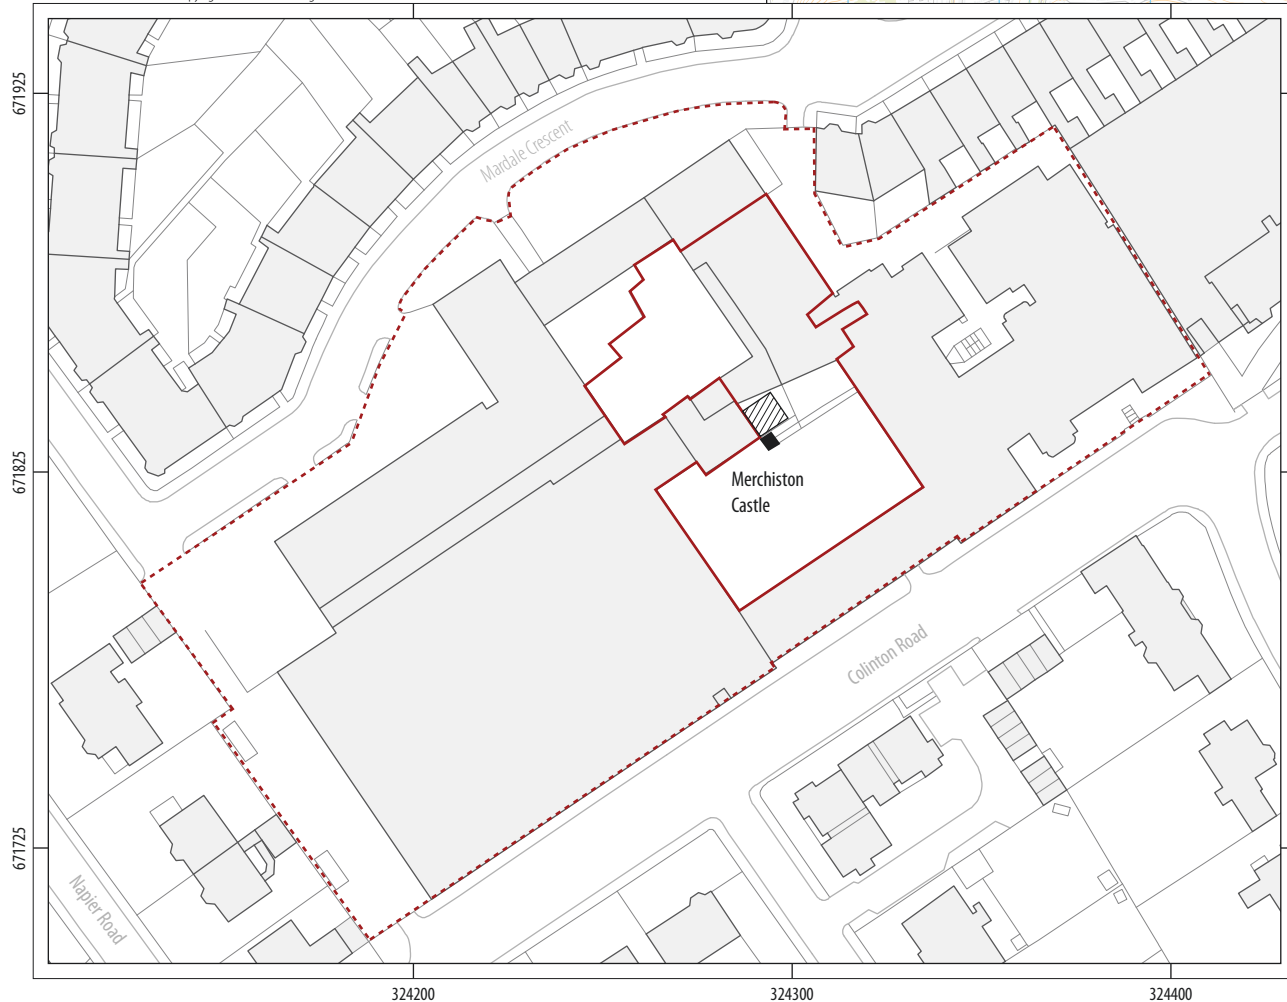 671925
Mardale Crescent
671825
Merchiston
Castle
Colinton Road
671725
Napier Road
324200
324300
324400